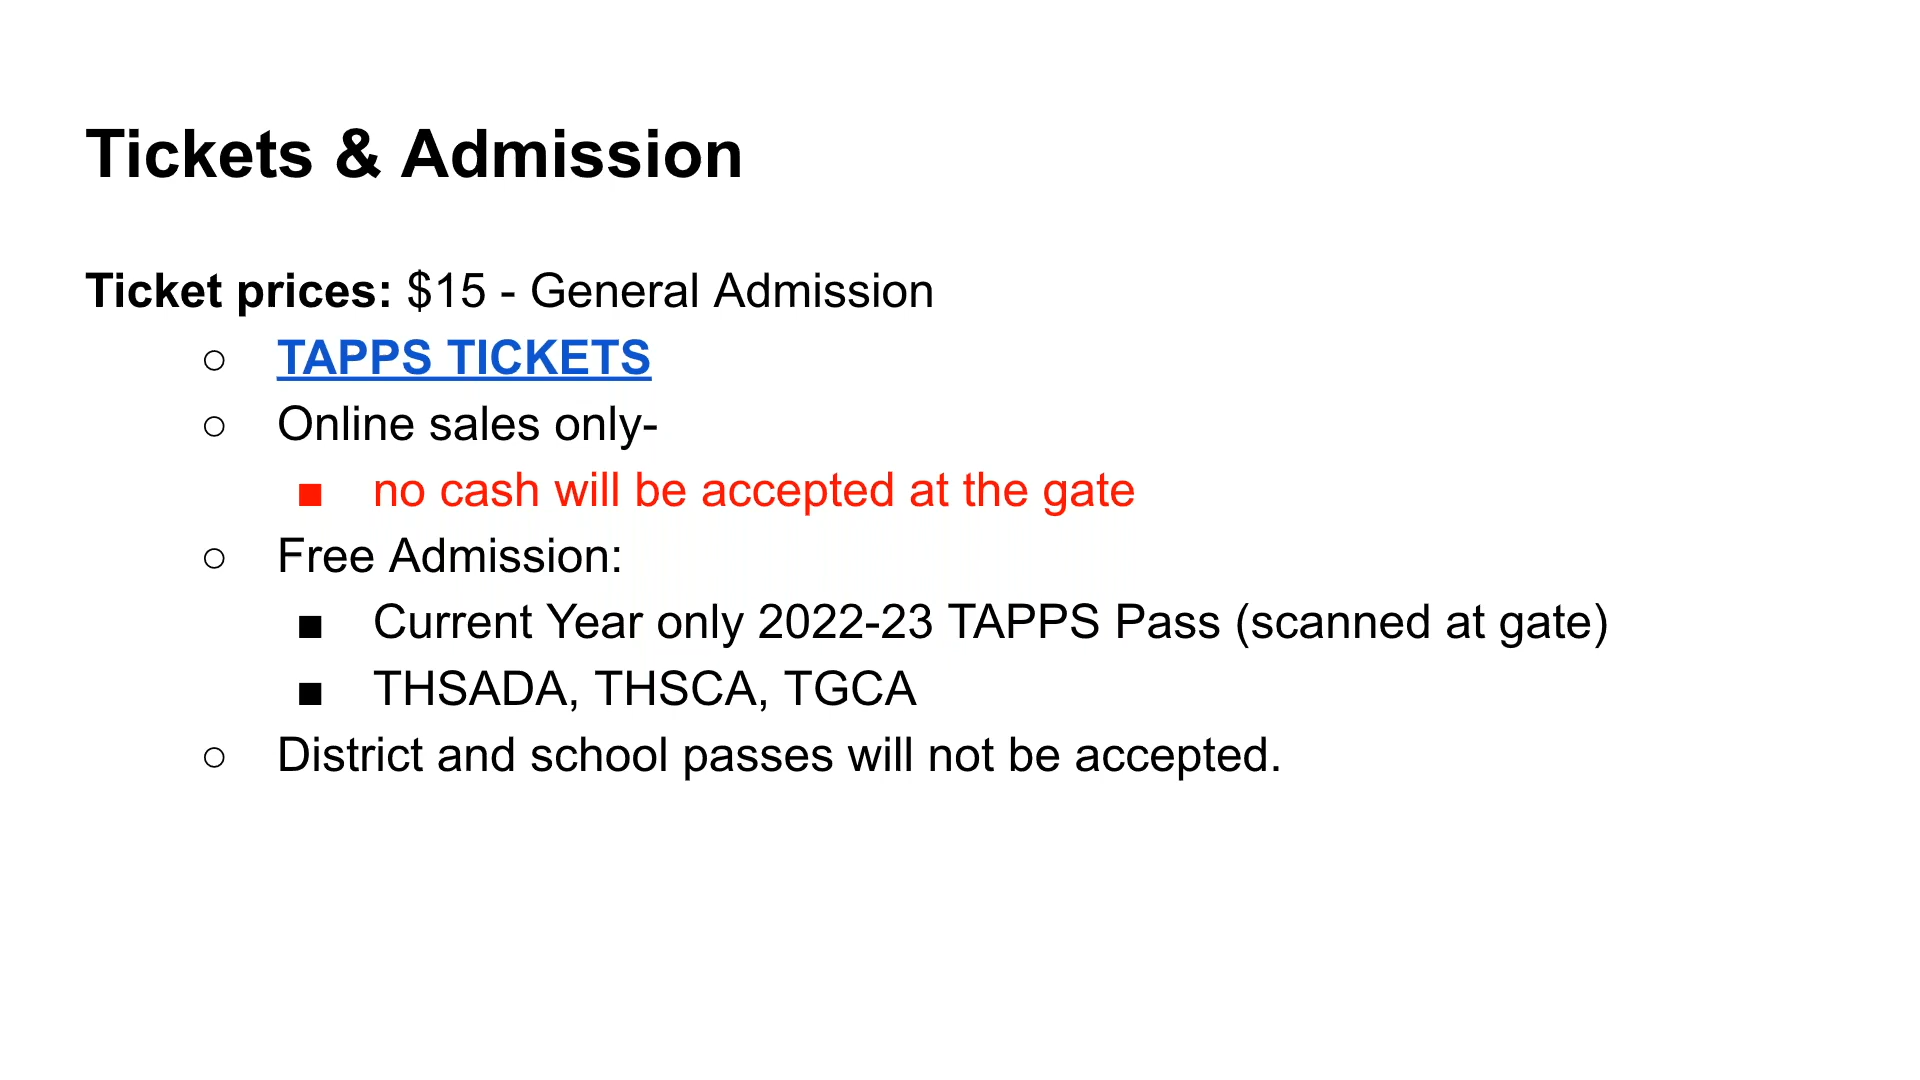 Tickets & Admission
Ticket prices: $15 - General Admission
○ TAPPS TICKETS
○ Online sales only-
■ no cash will be accepted at the gate
○ Free Admission:
■ Current Year only 2022-23 TAPPS Pass (scanned at gate)
■ THSADA, THSCA, TGCA
○ District and school passes will not be accepted.